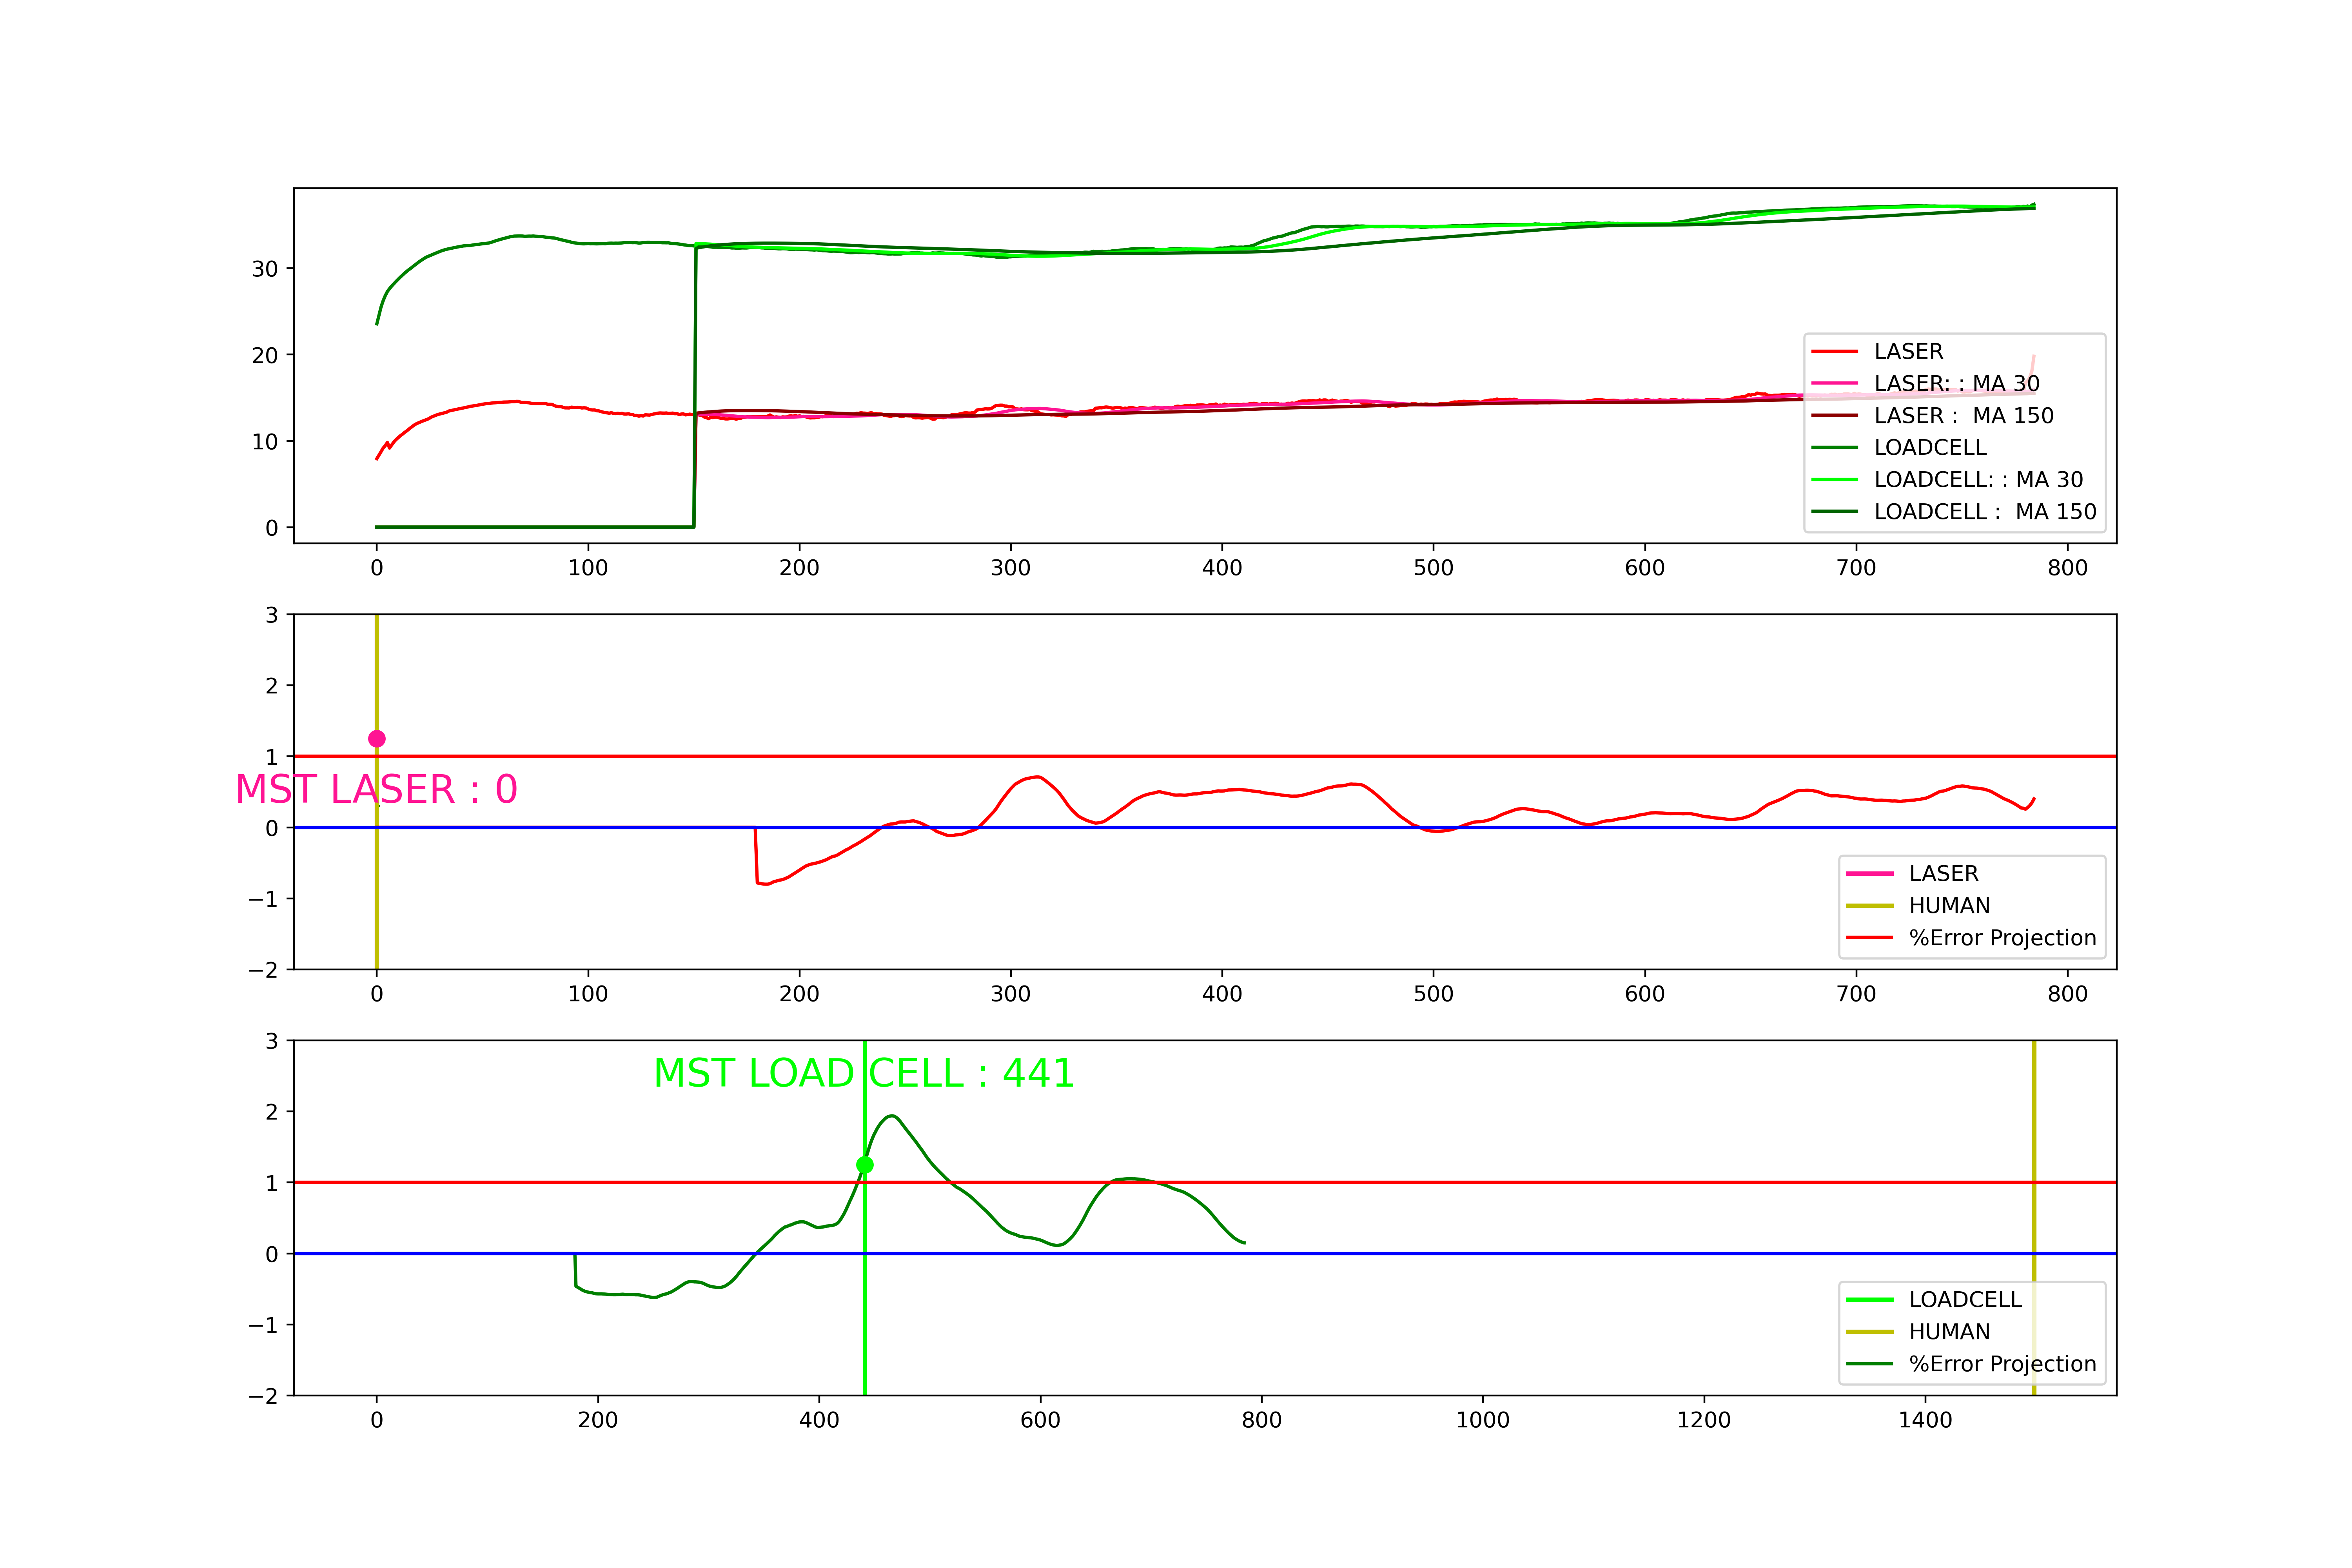 30
20
10
0
LASER
LASER: : MA 30
LASER :  MA 150
LOADCELL
LOADCELL: : MA 30
LOADCELL :  MA 150
0 100 200 300 400 500 600 700 800
3
2
1
0
−1
−2
MST LASER : 0
LASER
HUMAN
%Error Projection
0 100 200 300 400 500 600 700 800
3
2
1
0
−1
−2
MST LOAD CELL : 441
LOADCELL
HUMAN
%Error Projection
0 200 400 600 800 1000 1200 1400